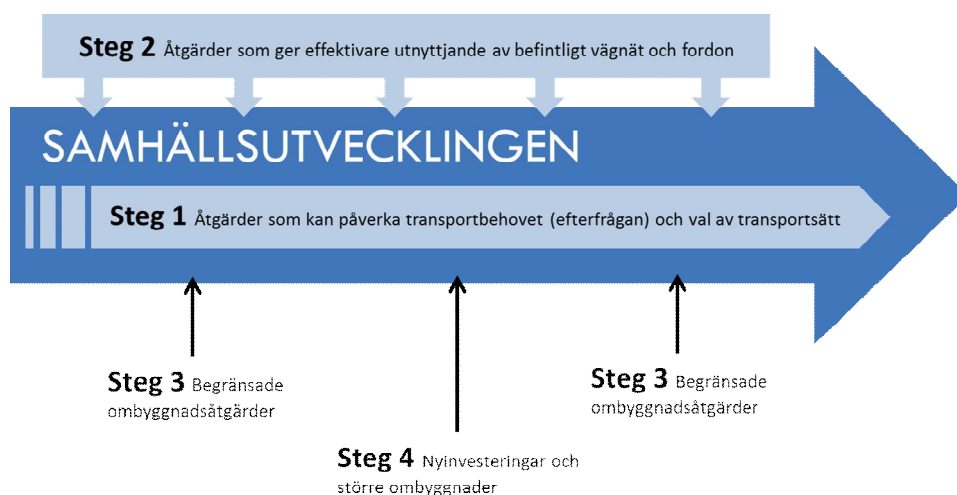 Steg 2 Åtgärder som ger effektivare utnyttjande av befintligt vägnät och fordon
SAMHÄLLSUTVECKLINGEN
Steg 1 Åtgärder som kan påverka transportbehovet (efterfrågan) och val av transportsätt
Steg 3 Begränsade
ombyggnadsåtgärder
Steg 3 Begränsade
ombyggnadsåtgärder
Steg 4 Nyinvesteringar och
större ombyggnader